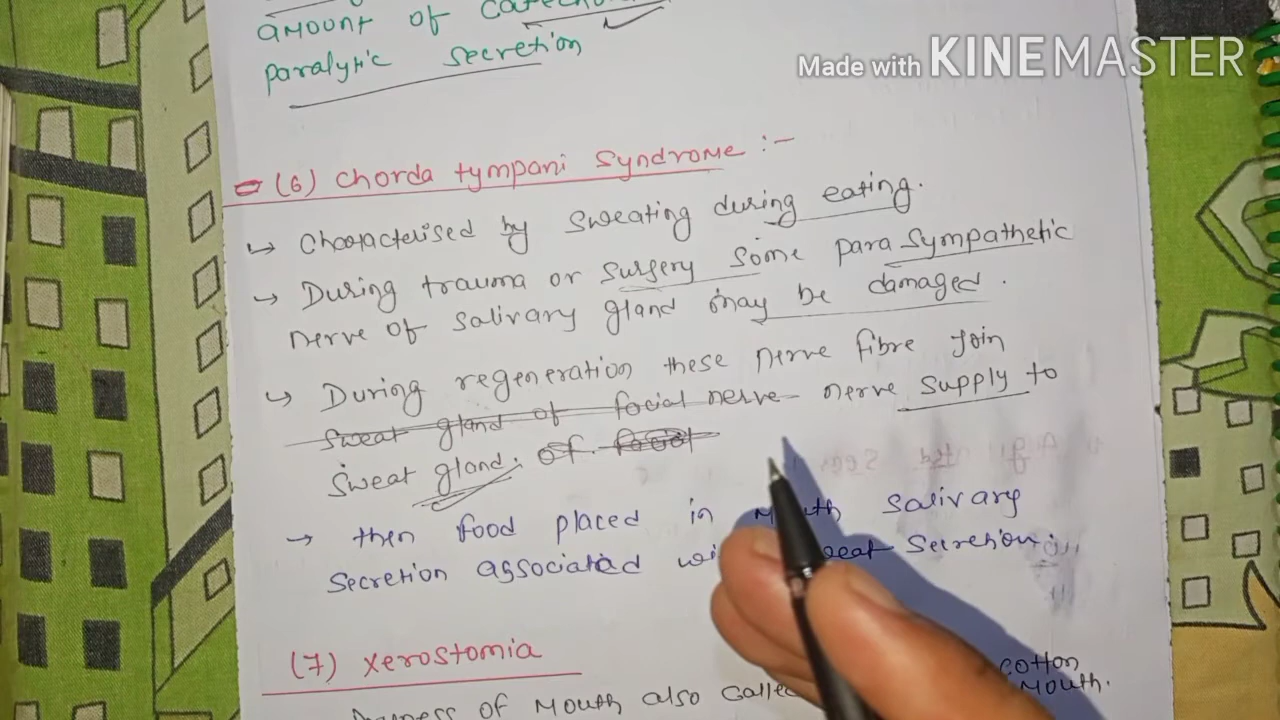 Made with KINEMASTER
amount of
paralytic secretion
(6) Chorda tympani Syndrome :-
↳ Characterised by sweating during eating.
→ During trauma or surgery some para sympathetic
nerve of salivary gland may be damaged.
↳ During regeneration these nerve fibre join
sweat gland of facial nerve nerve supply to
sweat gland. of facial
→ then food placed in Mouth Salivary
Secretion associated secretion.
(7) Xerostomia
of Mouth also cotton
Mouth.